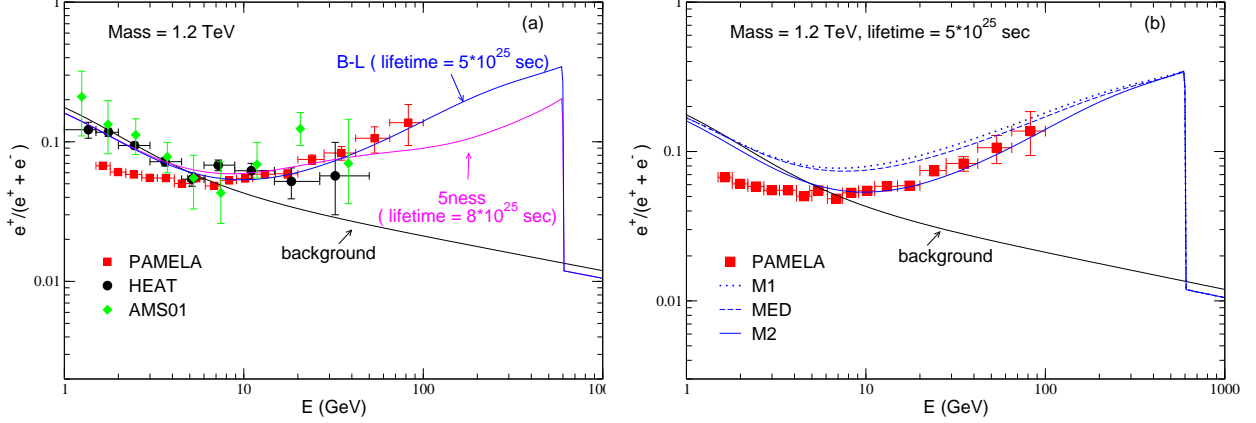 (a)
Mass = 1.2 TeV
B-L ( lifetime = 5*10^25 sec)
5ness
( lifetime = 8*10^25 sec)
background
PAMELA
HEAT
AMS01
1
0.1
0.01
1
10
100
1000
E (GeV)
e^+/(e^+ + e^-)
(b)
Mass = 1.2 TeV, lifetime = 5*10^25 sec
background
PAMELA
M1
MED
M2
1
0.1
0.01
1
10
100
1000
E (GeV)
e^+/(e^+ + e^-)